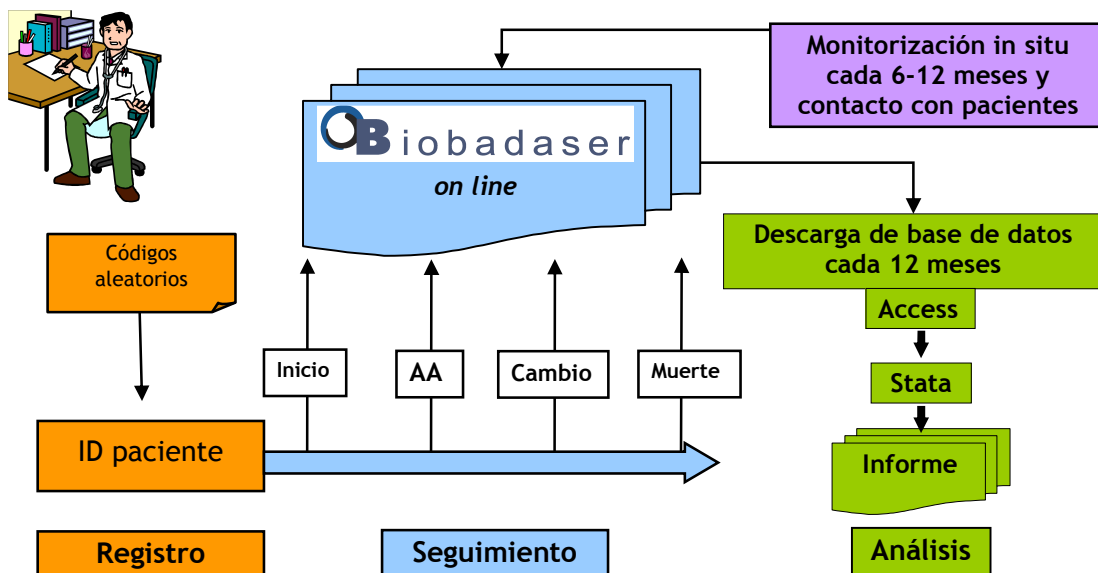 Monitorización in situ
cada 6-12 meses y
contacto con pacientes
Biobadaser
on line
Códigos
aleatorios
Descarga de base de datos
cada 12 meses
Access
Inicio
AA
Cambio
Muerte
Stata
ID paciente
Informe
Registro
Seguimiento
Análisis